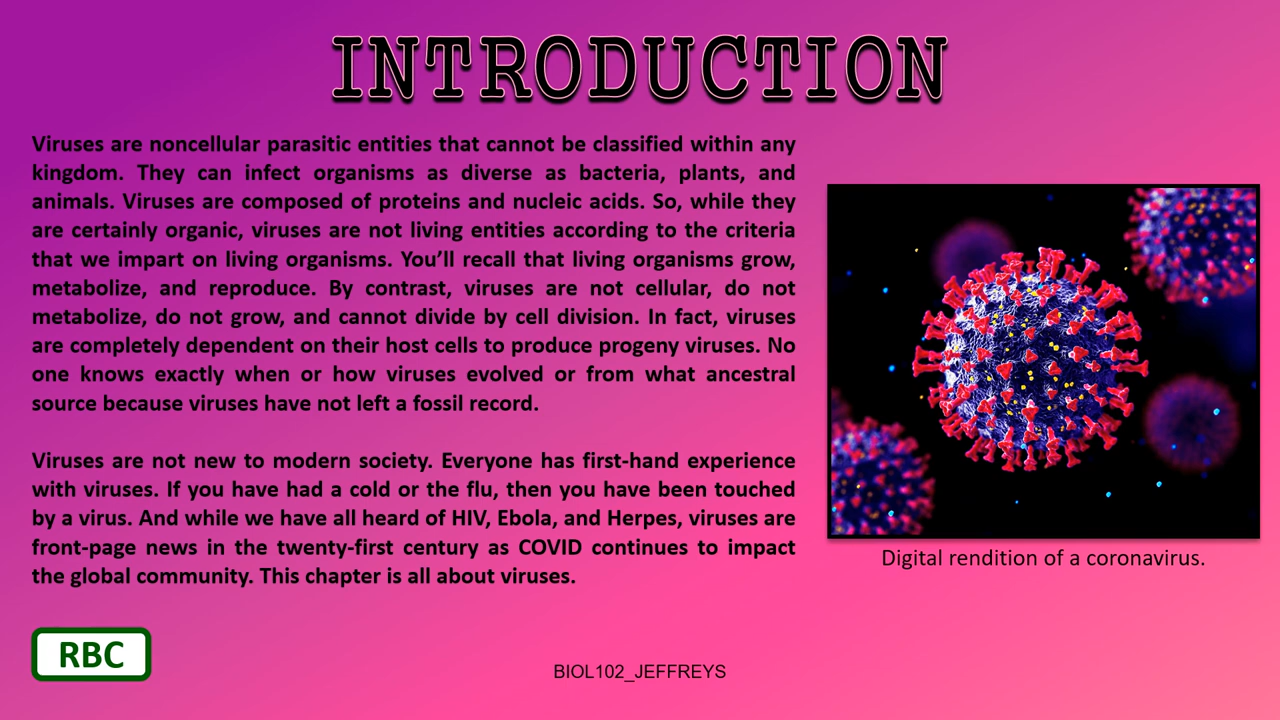 INTRODUCTION
Viruses are noncellular parasitic entities that cannot be classified within any
kingdom. They can infect organisms as diverse as bacteria, plants, and
animals. Viruses are composed of proteins and nucleic acids. So, while they
are certainly organic, viruses are not living entities according to the criteria
that we impart on living organisms. You’ll recall that living organisms grow,
metabolize, and reproduce. By contrast, viruses are not cellular, do not
metabolize, do not grow, and cannot divide by cell division. In fact, viruses
are completely dependent on their host cells to produce progeny viruses. No
one knows exactly when or how viruses evolved or from what ancestral
source because viruses have not left a fossil record.
Viruses are not new to modern society. Everyone has first-hand experience
with viruses. If you have had a cold or the flu, then you have been touched
by a virus. And while we have all heard of HIV, Ebola, and Herpes, viruses are
front-page news in the twenty-first century as COVID continues to impact
the global community. This chapter is all about viruses.
Digital rendition of a coronavirus.
RBC
BIOL102_JEFFREYS